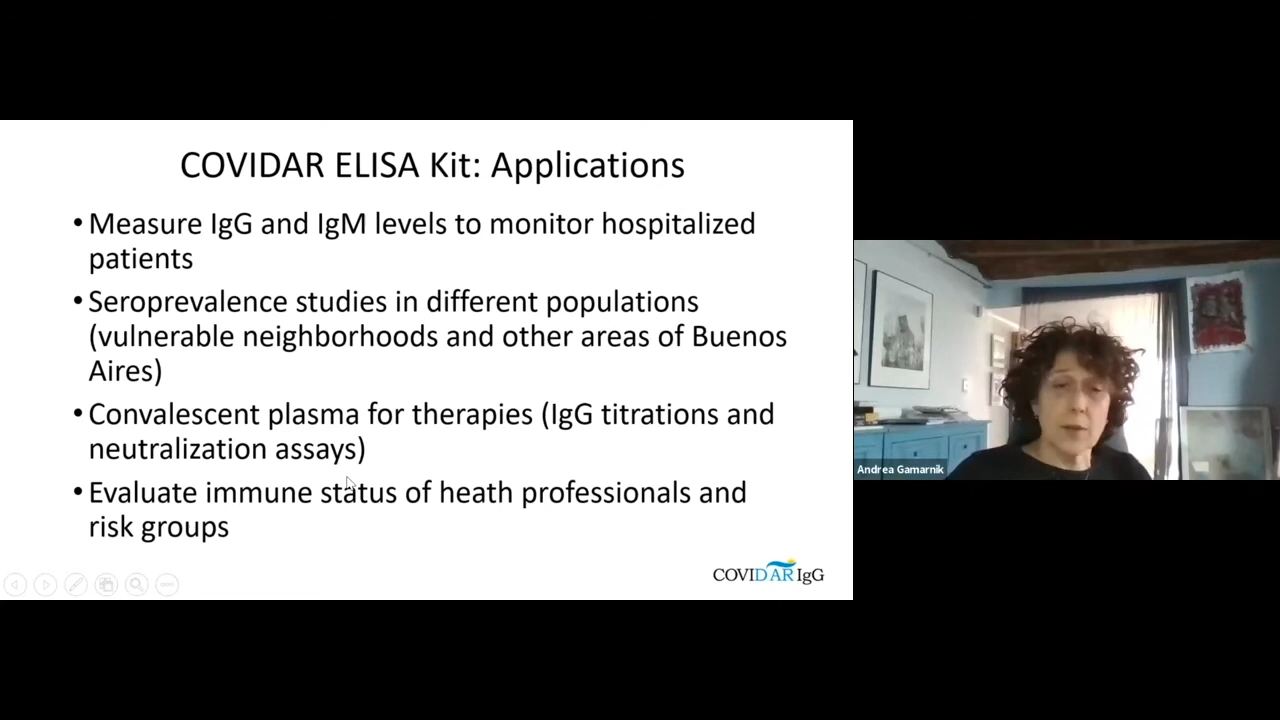 COVIDAR ELISA Kit: Applications
• Measure IgG and IgM levels to monitor hospitalized
patients
• Seroprevalence studies in different populations
(vulnerable neighborhoods and other areas of Buenos
Aires)
• Convalescent plasma for therapies (IgG titrations and
neutralization assays)
• Evaluate immune status of heath professionals and
risk groups
COVIDAR IgG
Andrea Gamarnik